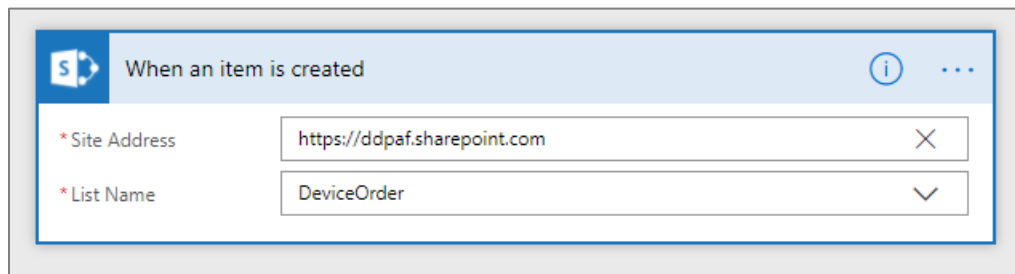 S
When an item is created
* Site Address
https://ddpaf.sharepoint.com
* List Name
DeviceOrder